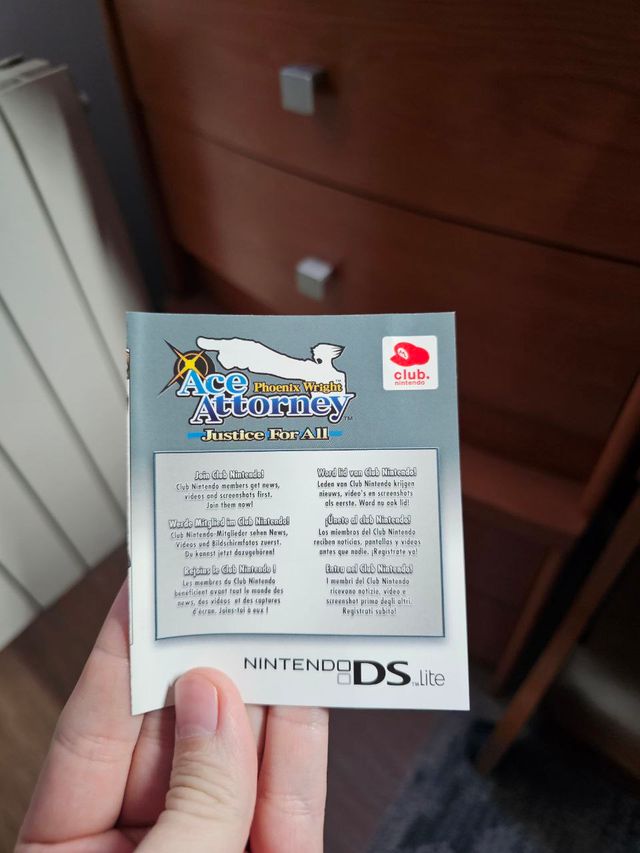 Ace
Phoenix Wright
Attorney™
Justice For All
club.
nintendo
Join Club Nintendo!
Club Nintendo members get news,
videos and screenshots first.
Join them now!
Werde Mitglied im Club Nintendo!
Club Nintendo-Mitglieder sehen News,
Videos und Bildschirmfotos zuerst.
Du kannst jetzt dazugehören!
Rejoins le Club Nintendo !
Les membres du Club Nintendo
bénéficient avant tout le monde des
news, des vidéos et des captures
d'écran. Joins-toi à eux !
Word lid van Club Nintendo!
Leden van Club Nintendo krijgen
nieuws, video's en screenshots
als eerste. Word nu ook lid!
¡Únete al club Nintendo!
Los miembros del Club Nintendo
reciben noticias, pantallas y vídeos
antes que nadie. ¡Regístrate ya!
Entra nel Club Nintendo!
I membri del Club Nintendo
ricevono notizie, video e
screenshot prima degli altri.
Registrati subito!
NINTENDO DS™ Lite